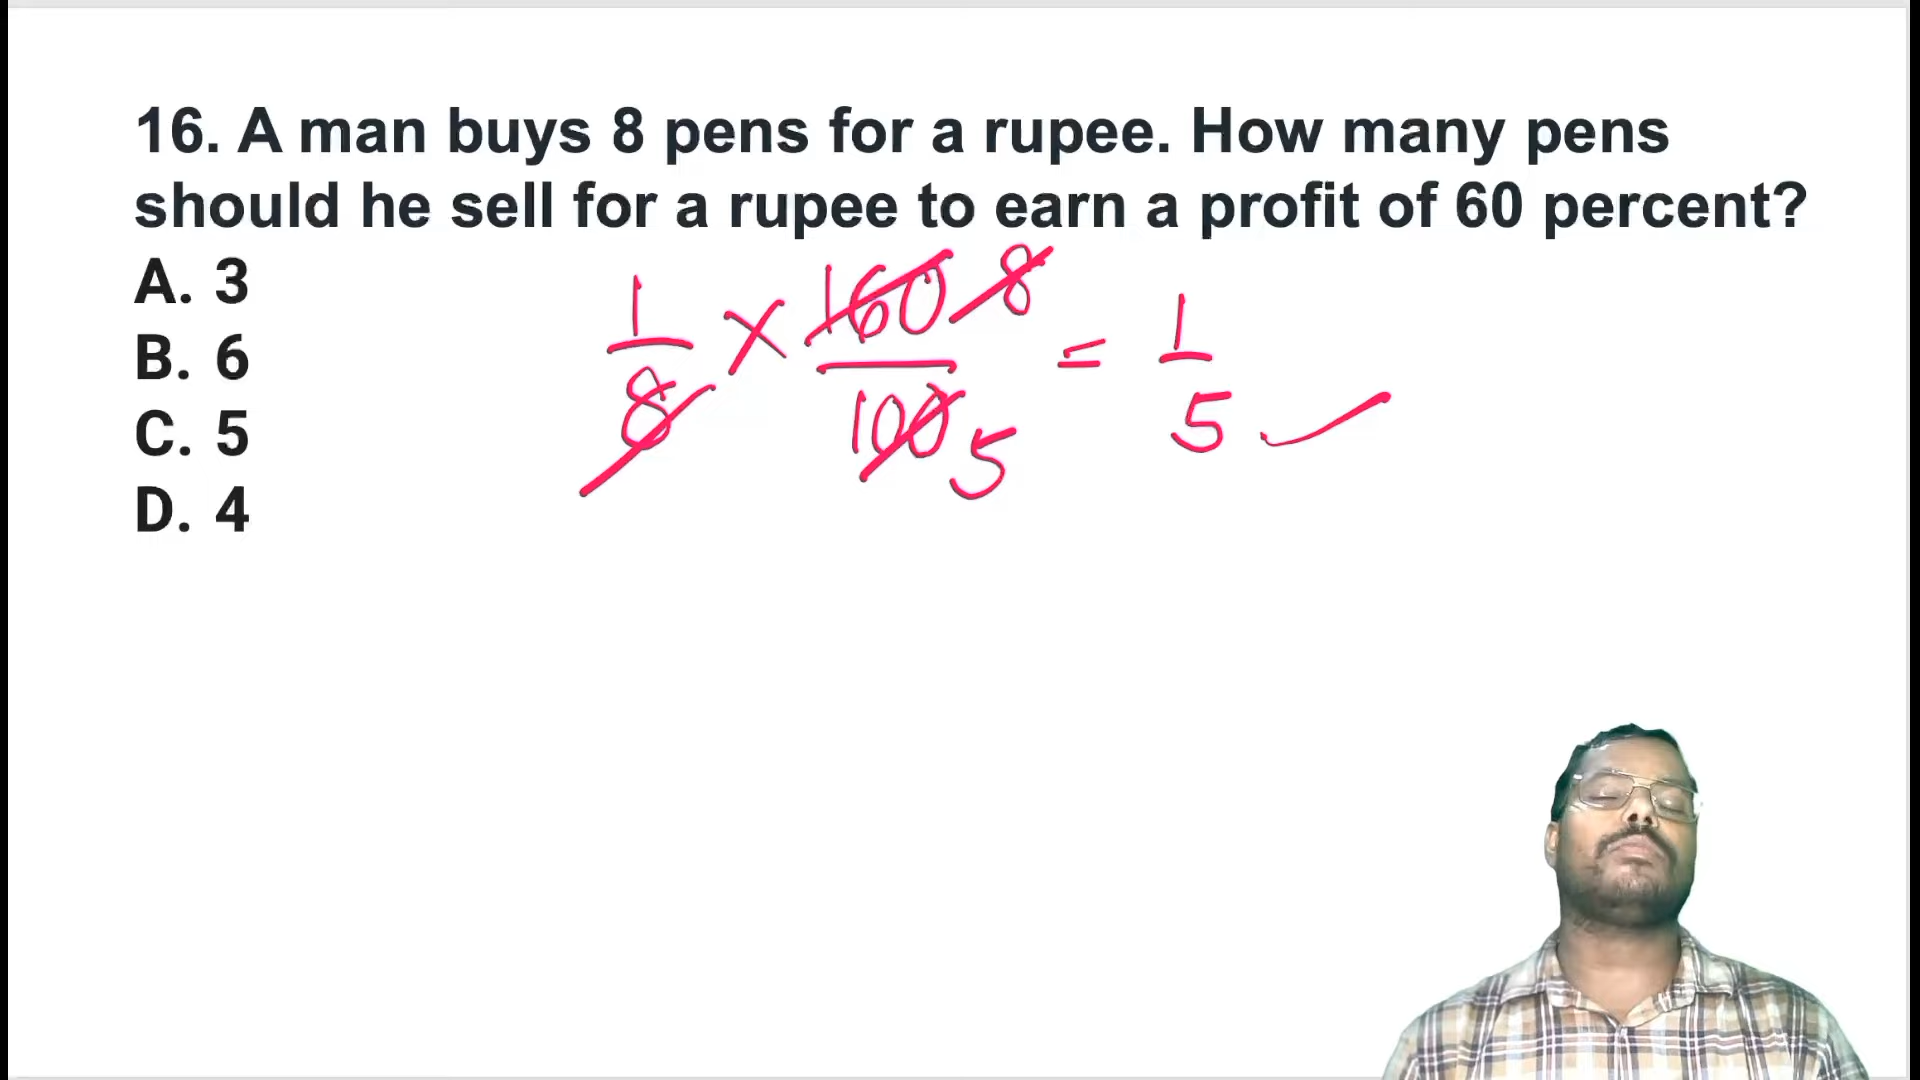 16. A man buys 8 pens for a rupee. How many pens
should he sell for a rupee to earn a profit of 60 percent?
A. 3
B. 6
C. 5
D. 4
1/8 × 160 8/100 5 = 1/5 ✓